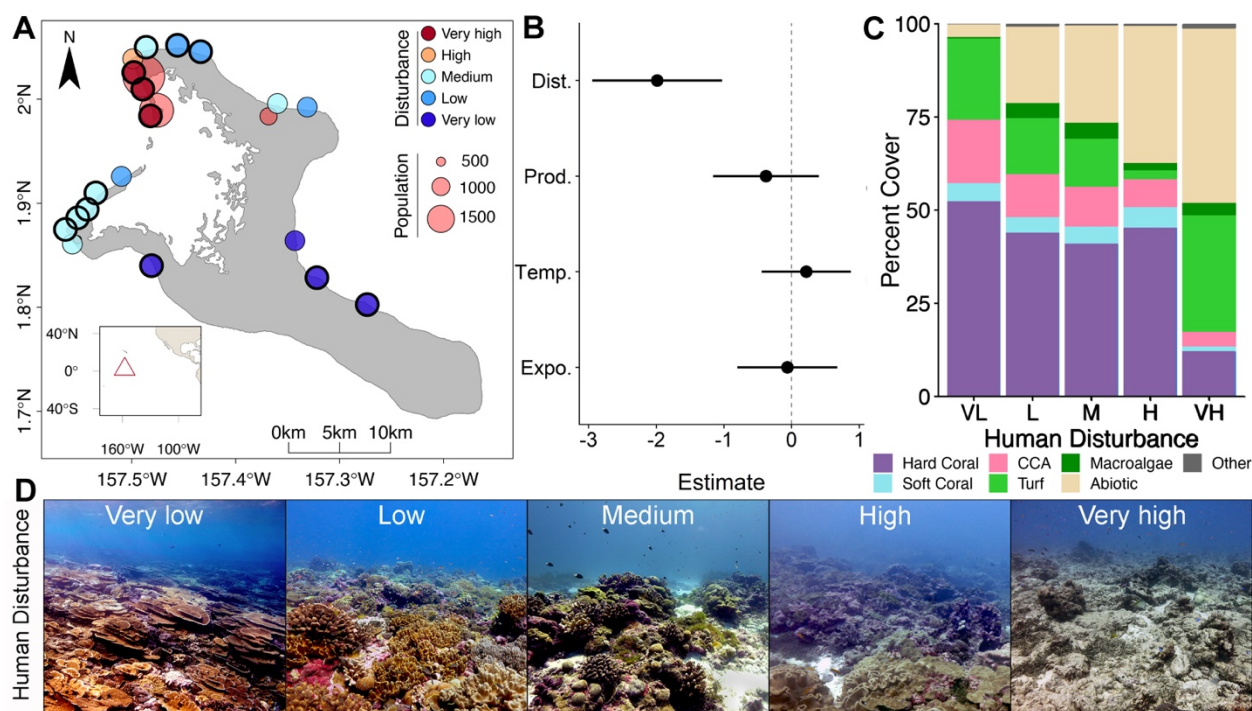 A
N
Disturbance
Very high
High
Medium
Low
Very low
Population
500
1000
1500
2°N
1.9°N
1.8°N
1.7°N
40°N
0°
40°S
160°W 100°W
0km 5km 10km
157.5°W 157.4°W 157.3°W 157.2°W
B
Dist.
Prod.
Temp.
Expo.
-3 -2 -1 0 1
Estimate
C
Percent Cover
100
75
50
25
0
VL L M H VH
Human Disturbance
Hard Coral CCA Macroalgae Other
Soft Coral Turf Abiotic
D
Human Disturbance
Very low Low Medium High Very high